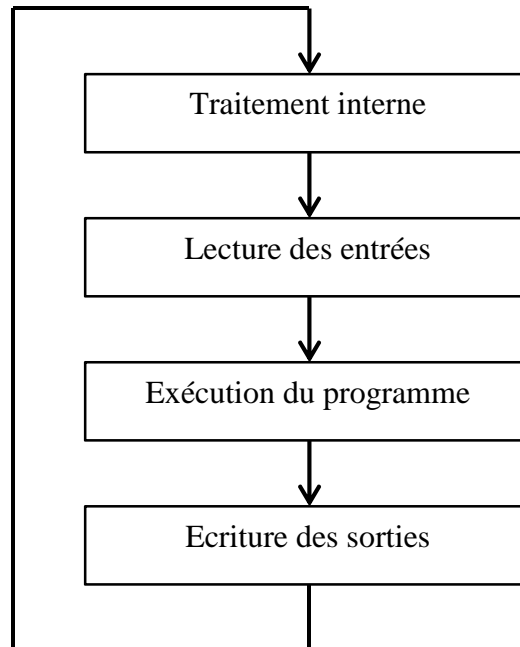 Traitement interne
Lecture des entrées
Exécution du programme
Ecriture des sorties